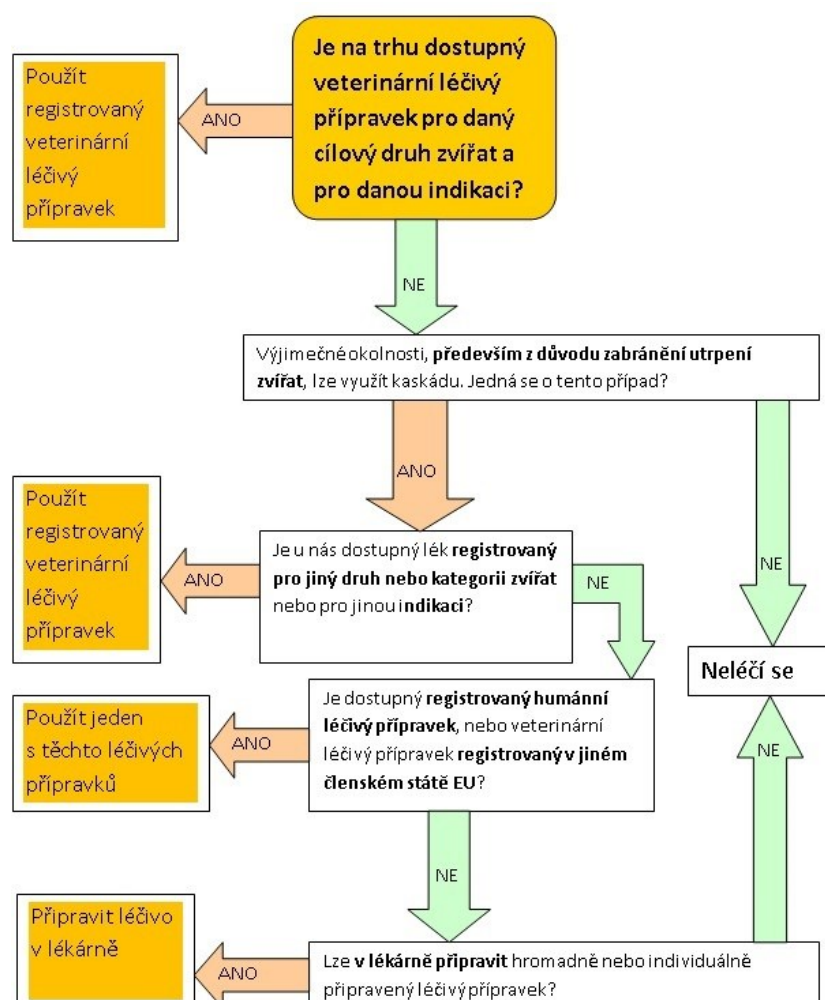 Je na trhu dostupný
veterinární léčivý
přípravek pro daný
cílový druh zvířat a
pro danou indikaci?
ANO
Použít
registrovaný
veterinární
léčivý
přípravek
NE
Výjimečné okolnosti, především z důvodu zabránění utrpení
zvířat, lze využít kaskádu. Jedná se o tento případ?
ANO
NE
Je u nás dostupný lék registrovaný
pro jiný druh nebo kategorii zvířat
nebo pro jinou indikaci?
ANO
Použít
registrovaný
veterinární
léčivý
přípravek
NE
Neléčí se
Je dostupný registrovaný humánní
léčivý přípravek, nebo veterinární
léčivý přípravek registrovaný v jiném
členském státě EU?
ANO
Použít jeden
s těchto léčivých
přípravků
NE
NE
Lze v lékárně připravit hromadně nebo individuálně
připravený léčivý přípravek?
ANO
Připravit léčivo
v lékárně